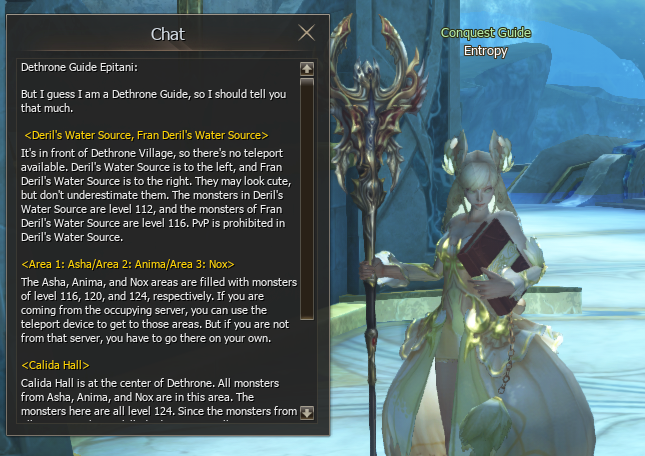 Chat
Dethrone Guide Epitani:
But I guess I am a Dethrone Guide, so I should tell you
that much.
<Deril's Water Source, Fran Deril's Water Source>
It's in front of Dethrone Village, so there's no teleport
available. Deril's Water Source is to the left, and Fran
Deril's Water Source is to the right. They may look cute,
but don't underestimate them. The monsters in Deril's
Water Source are level 112, and the monsters of Fran
Deril's Water Source are level 116. PvP is prohibited in
Deril's Water Source.
<Area 1: Asha/Area 2: Anima/Area 3: Nox>
The Asha, Anima, and Nox areas are filled with monsters
of level 116, 120, and 124, respectively. If you are
coming from the occupying server, you can use the
teleport device to get to those areas. But if you are not
from that server, you have to go there on your own.
<Calida Hall>
Calida Hall is at the center of Dethrone. All monsters
from Asha, Anima, and Nox are in this area. The
monsters here are all level 124. Since the monsters from
Conquest Guide
Entropy